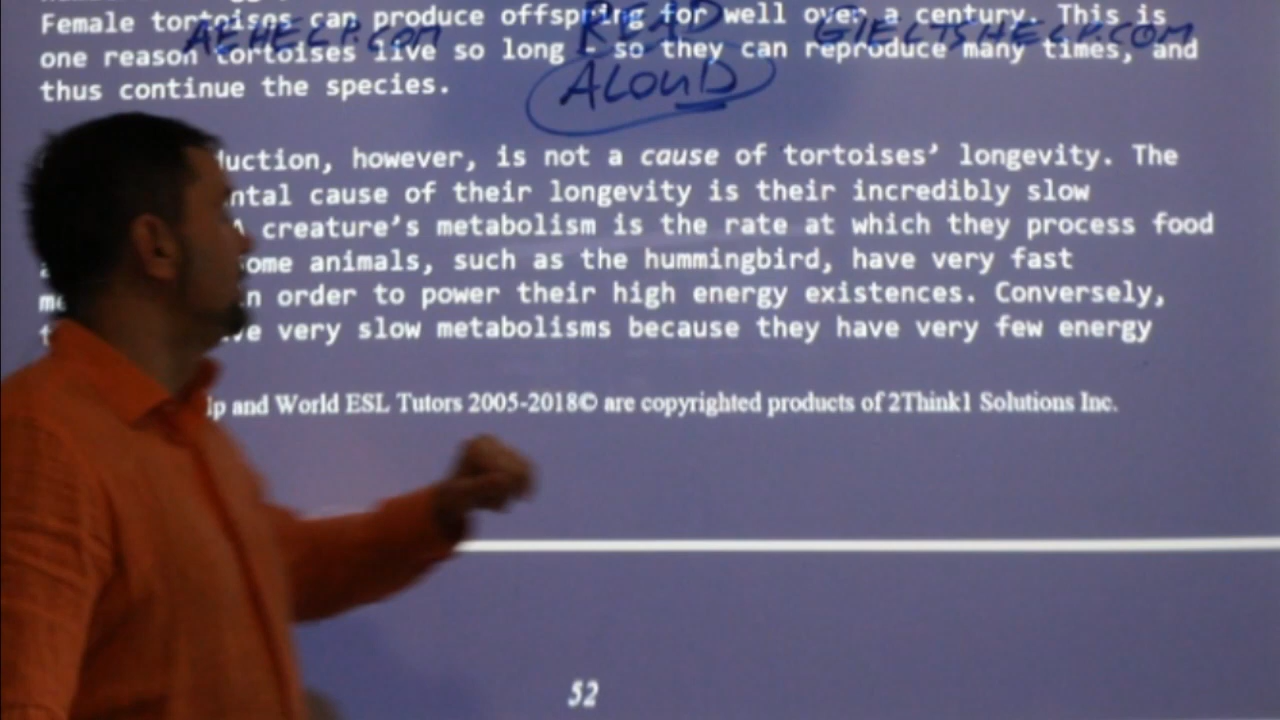 Female tortoises can produce offspring for well over a century. This is
AEHELP.COM READ GIELTSHELP.COM
one reason tortoises live so long - so they can reproduce many times, and
ALOUD
thus continue the species.
duction, however, is not a cause of tortoises’ longevity. The
ntal cause of their longevity is their incredibly slow
A creature’s metabolism is the rate at which they process food
ome animals, such as the hummingbird, have very fast
n order to power their high energy existences. Conversely,
ve very slow metabolisms because they have very few energy
lp and World ESL Tutors 2005-2018© are copyrighted products of 2Think1 Solutions Inc.
52